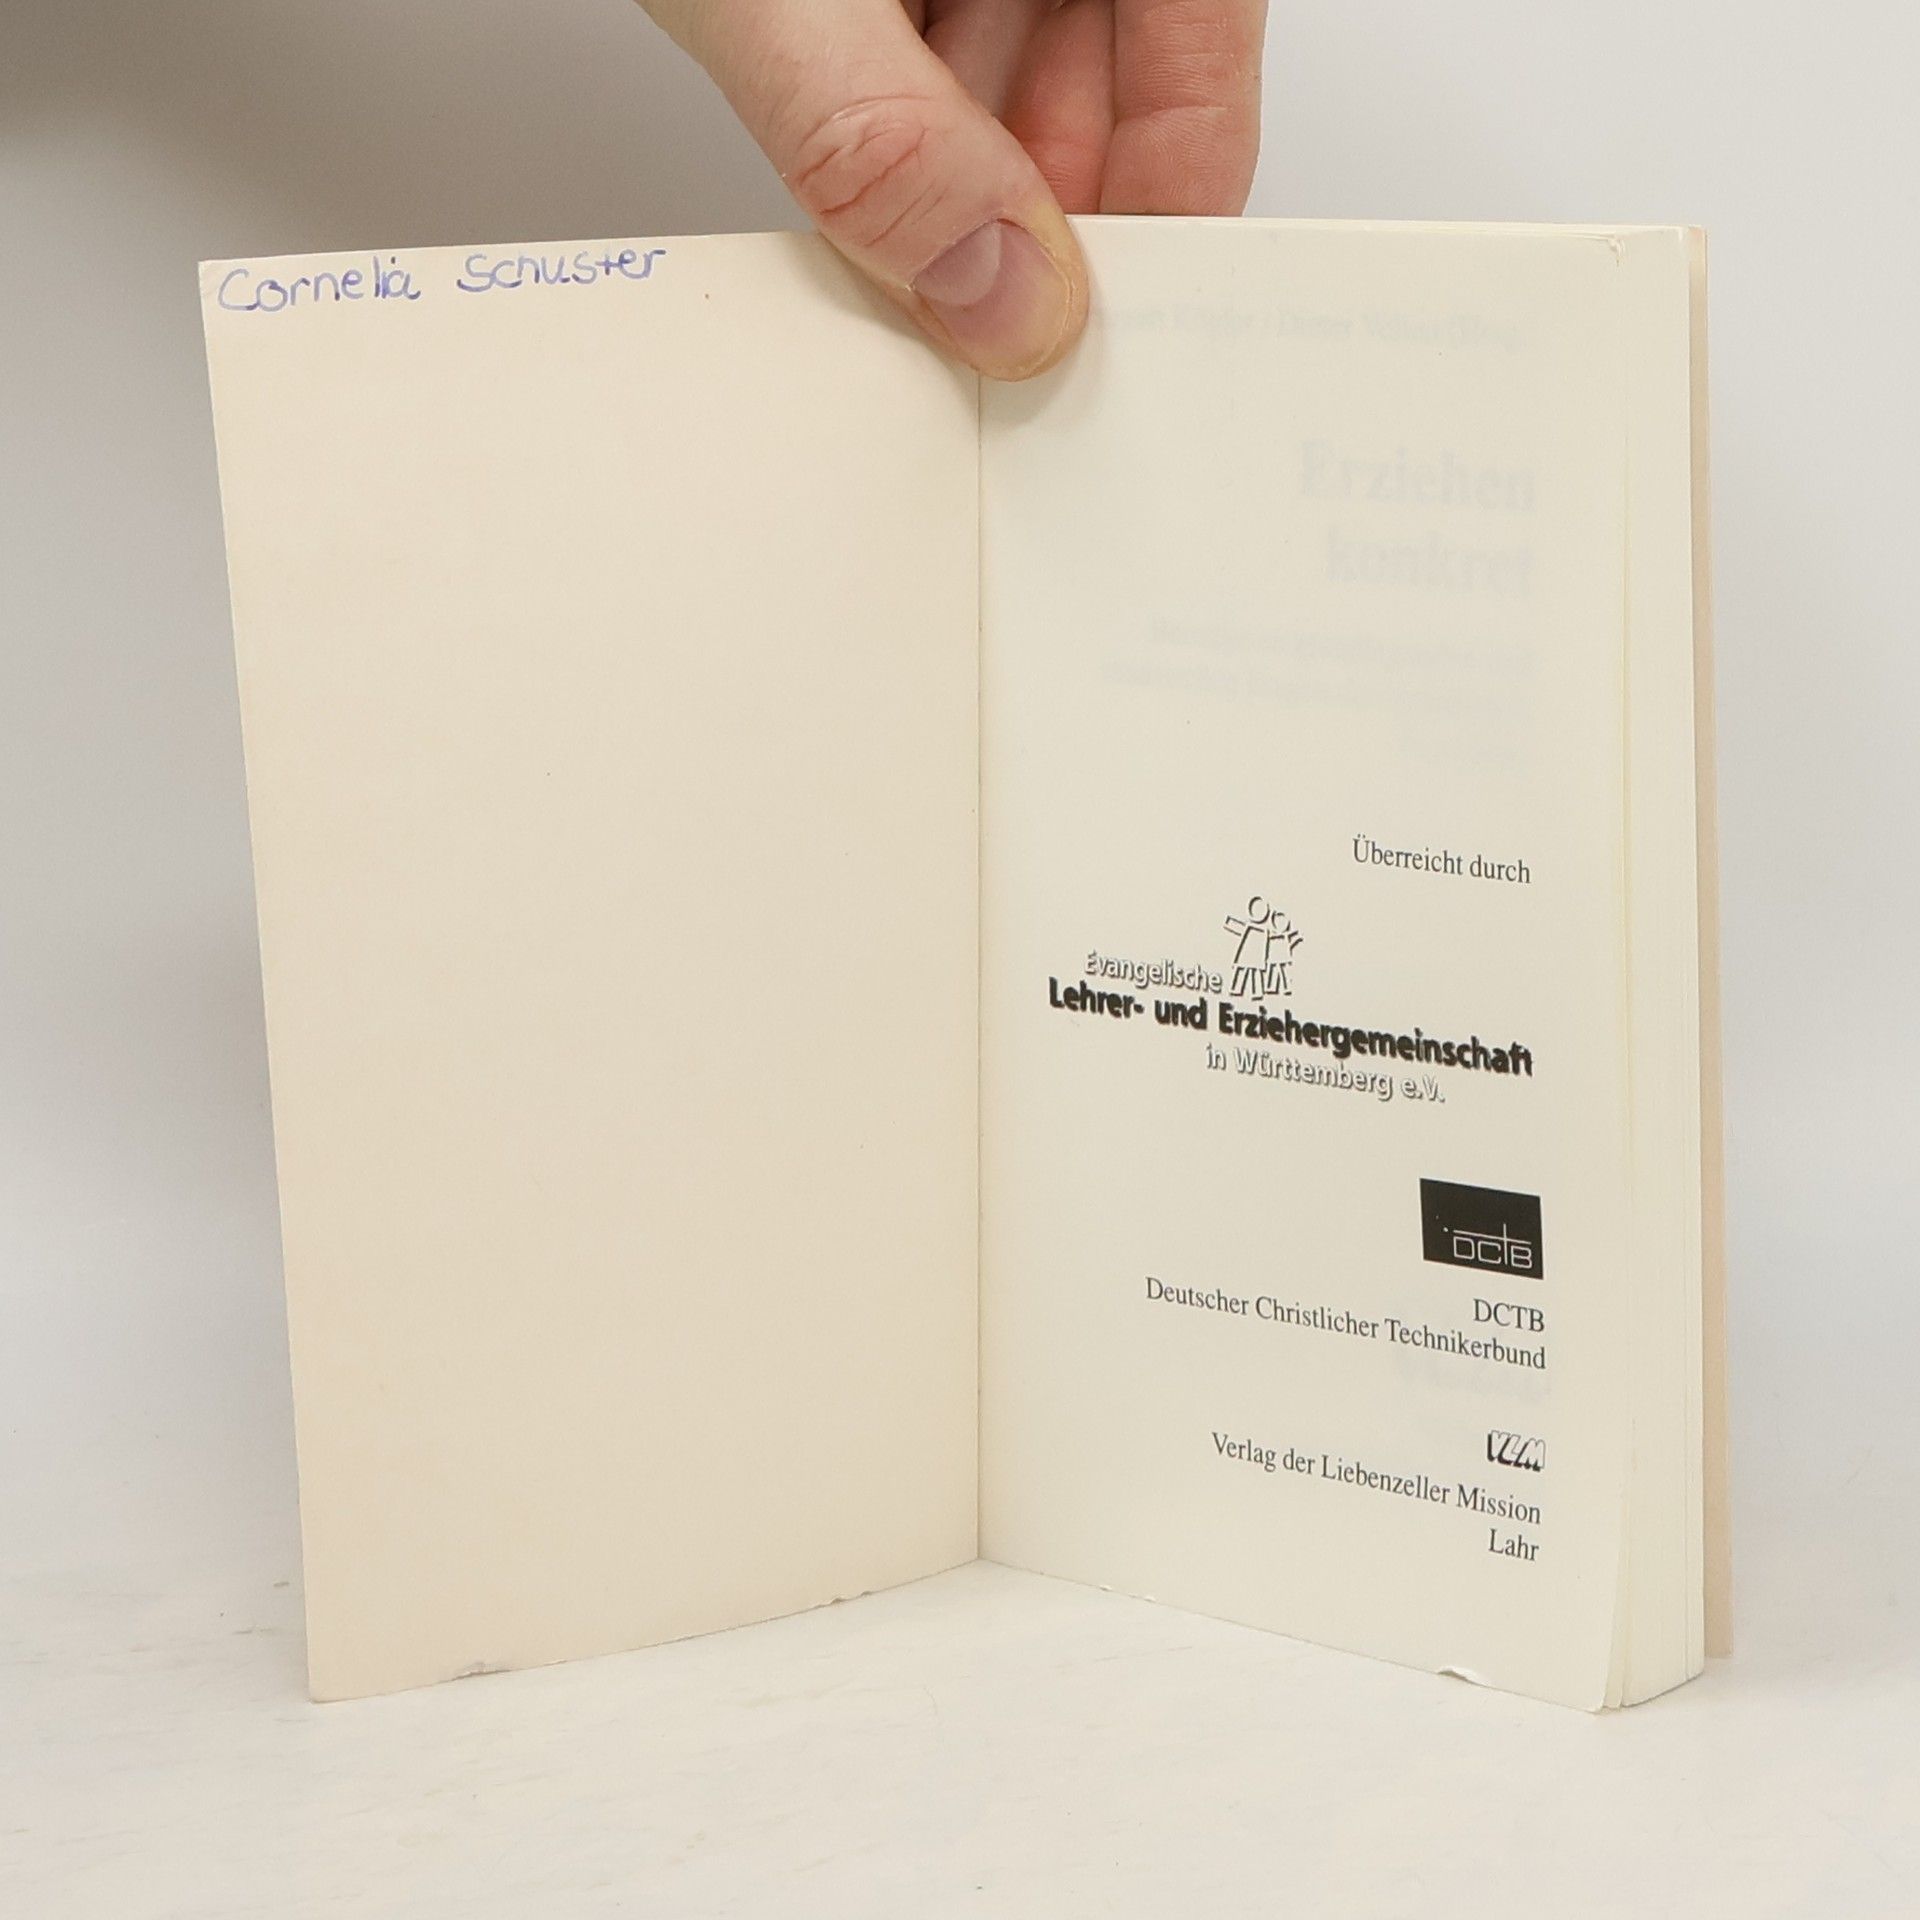 Cornelia Schuster
Erziehen
konkret
Überreicht durch
Evangelische
Lehrer- und Erziehergemeinschaft
in Württemberg e.V.
DCTB
DCTB
Deutscher Christlicher Technikerbund
VLM
Verlag der Liebenzeller Mission
Lahr